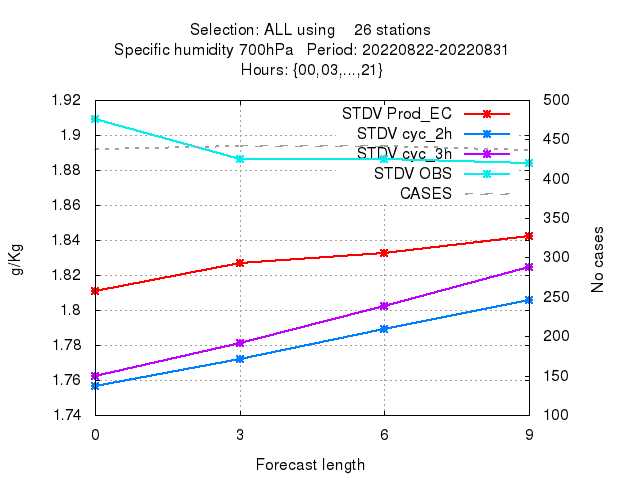 Selection: ALL using 26 stations
Specific humidity 700hPa Period: 20220822-20220831
Hours: {00,03,...,21}
1.92
1.9
1.88
1.86
1.84
1.82
1.8
1.78
1.76
1.74
g/Kg
STDV Prod_EC
STDV cyc_2h
STDV cyc_3h
STDV OBS
CASES
500
450
400
350
300
250
200
150
100
No cases
0 3 6 9
Forecast length